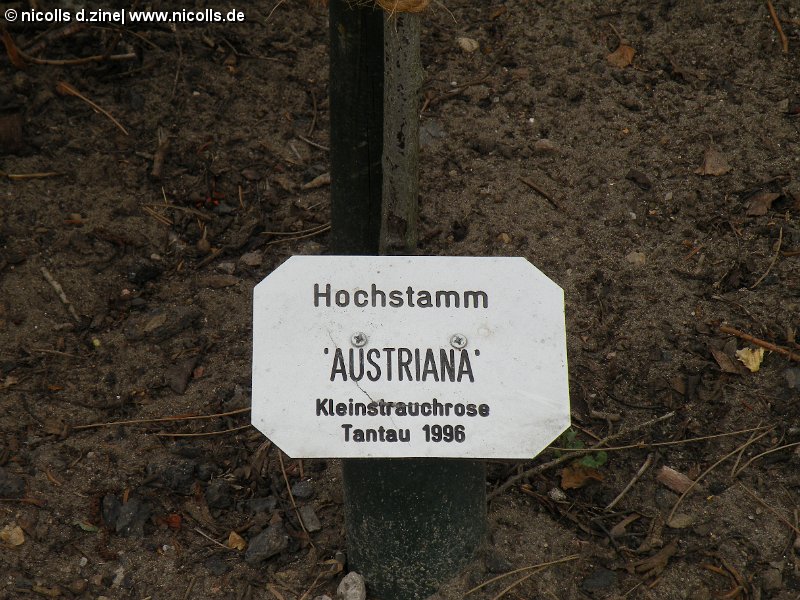 © nicolls d.zine| www.nicolls.de
Hochstamm
'AUSTRIANA'
Kleinstrauchrose
Tantau 1996